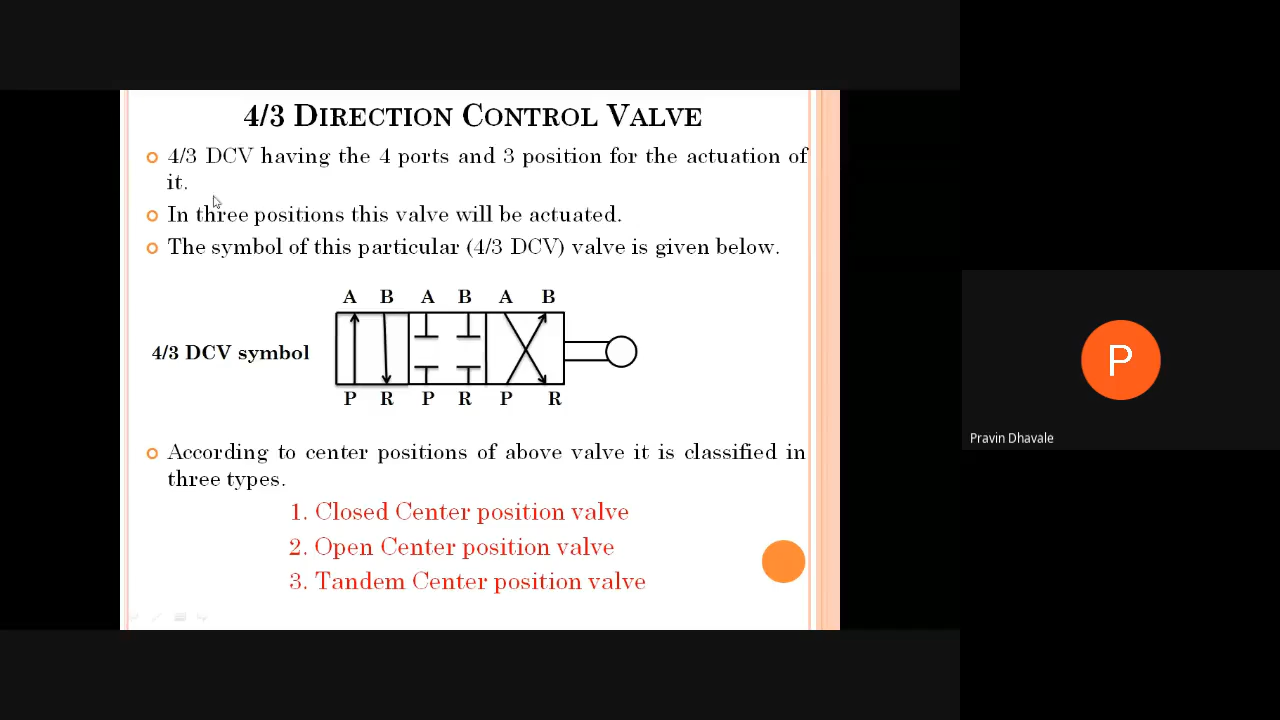 4/3 DIRECTION CONTROL VALVE
4/3 DCV having the 4 ports and 3 position for the actuation of
it.
In three positions this valve will be actuated.
The symbol of this particular (4/3 DCV) valve is given below.
A B A B A B
4/3 DCV symbol
P R P R P R
According to center positions of above valve it is classified in
three types.
1. Closed Center position valve
2. Open Center position valve
3. Tandem Center position valve
P
Pravin Dhavale